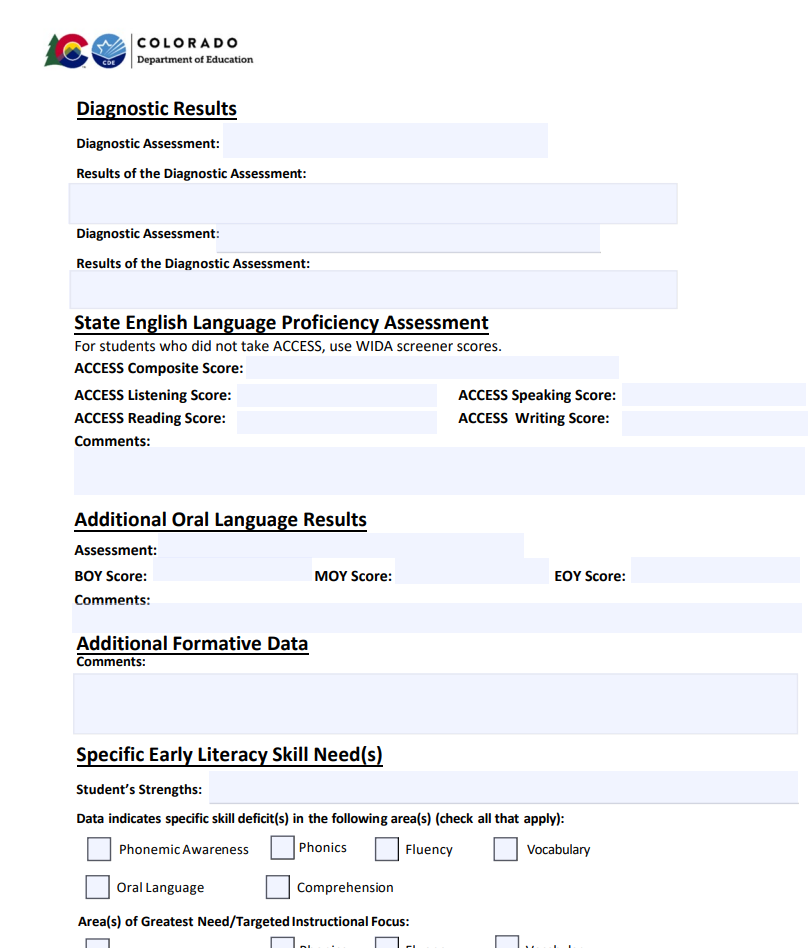 COLORADO
Department of Education
CDE
Diagnostic Results
Diagnostic Assessment:
Results of the Diagnostic Assessment:
Diagnostic Assessment:
Results of the Diagnostic Assessment:
State English Language Proficiency Assessment
For students who did not take ACCESS, use WIDA screener scores.
ACCESS Composite Score:
ACCESS Listening Score: ACCESS Speaking Score:
ACCESS Reading Score: ACCESS Writing Score:
Comments:
Additional Oral Language Results
Assessment:
BOY Score: MOY Score: EOY Score:
Comments:
Additional Formative Data
Comments:
Specific Early Literacy Skill Need(s)
Student’s Strengths:
Data indicates specific skill deficit(s) in the following area(s) (check all that apply):
Phonemic Awareness Phonics Fluency Vocabulary
Oral Language Comprehension
Area(s) of Greatest Need/Targeted Instructional Focus: